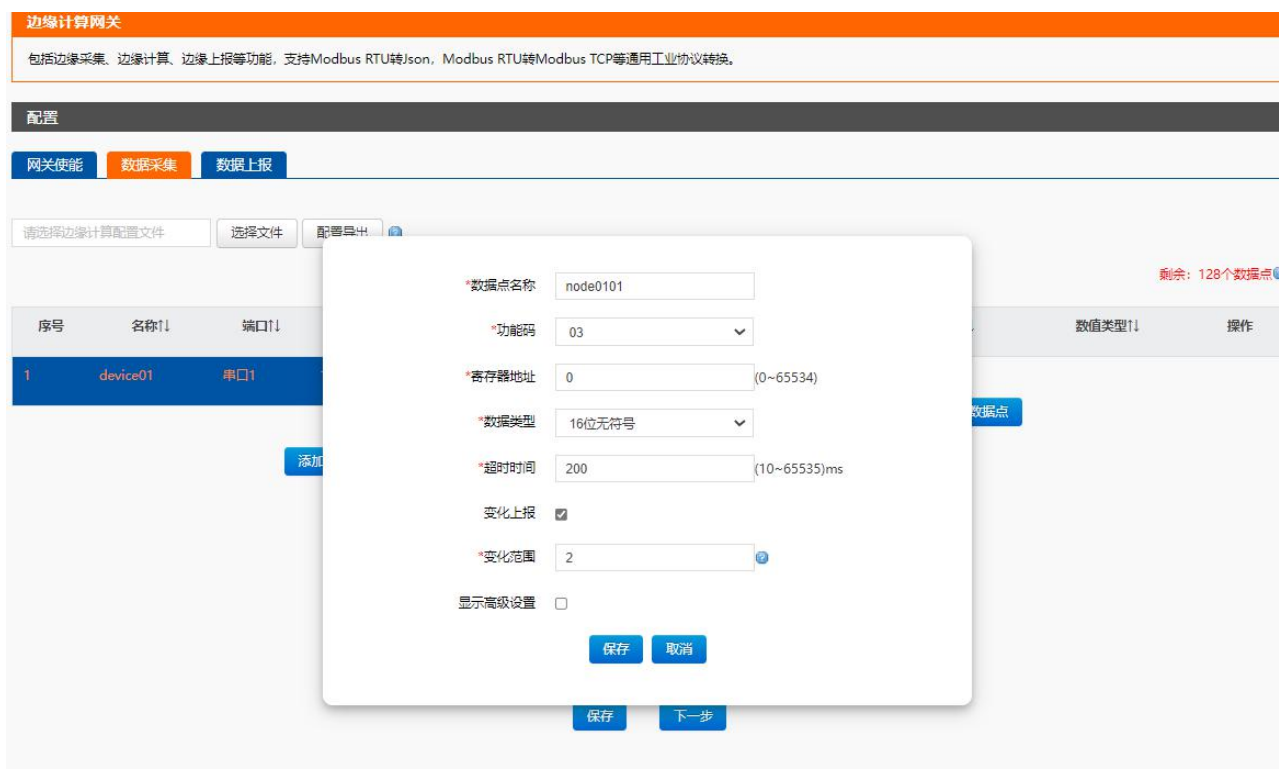 边缘计算网关
包括边缘采集、边缘计算、边缘上报等功能，支持Modbus RTU转Json，Modbus RTU转Modbus TCP等通用工业协议转换。
配置
网关使能 数据采集 数据上报
请选择边缘计算配置文件 选择文件 配置导出
剩余：128个数据点
序号 名称↑↓ 端口↑↓ 数值类型↑↓ 操作
1 device01 串口1
数据点
添加
*数据点名称 node0101
*功能码 03
*寄存器地址 0 (0~65534)
*数据类型 16位无符号
*超时时间 200 (10~65535)ms
变化上报
*变化范围 2
显示高级设置
保存 取消
保存 下一步